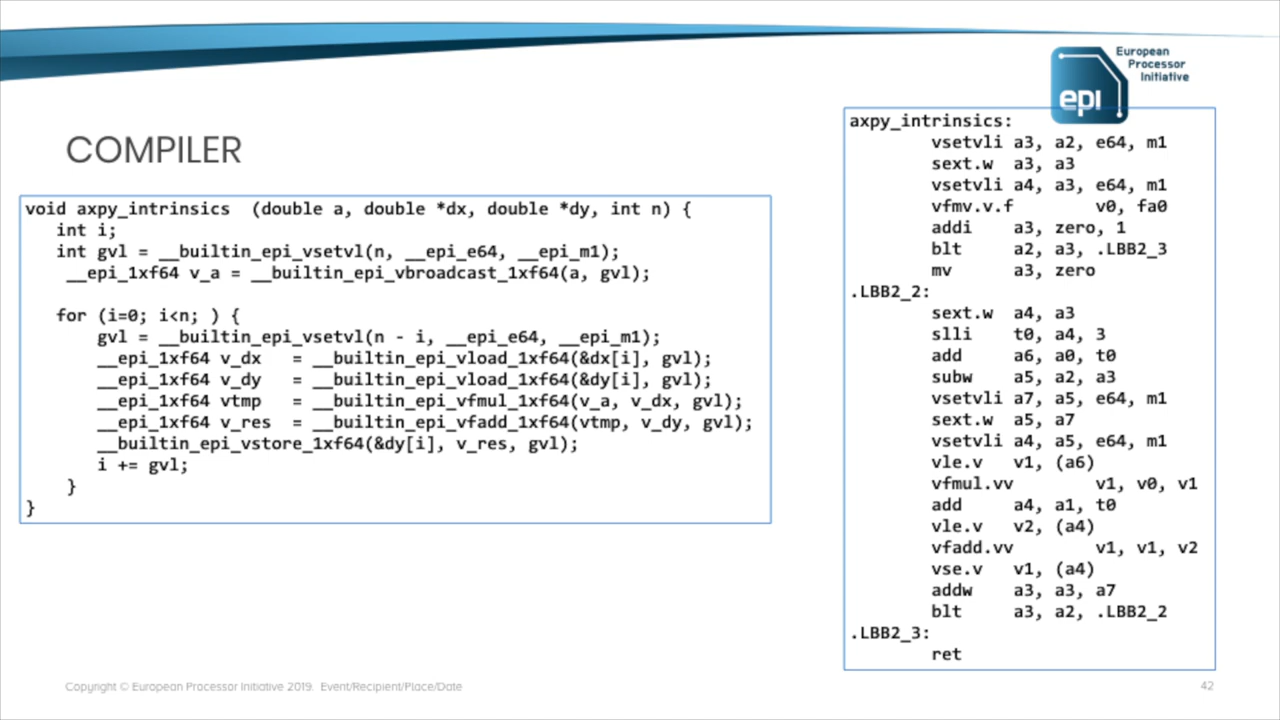 European
Processor
Initiative
epi
COMPILER
void axpy_intrinsics (double a, double *dx, double *dy, int n) {
int i;
int gvl = __builtin_epi_vsetvl(n, __epi_e64, __epi_m1);
__epi_1xf64 v_a = __builtin_epi_vbroadcast_1xf64(a, gvl);
for (i=0; i<n; ) {
gvl = __builtin_epi_vsetvl(n - i, __epi_e64, __epi_m1);
__epi_1xf64 v_dx = __builtin_epi_vload_1xf64(&dx[i], gvl);
__epi_1xf64 v_dy = __builtin_epi_vload_1xf64(&dy[i], gvl);
__epi_1xf64 vtmp = __builtin_epi_vfmul_1xf64(v_a, v_dx, gvl);
__epi_1xf64 v_res = __builtin_epi_vfadd_1xf64(vtmp, v_dy, gvl);
__builtin_epi_vstore_1xf64(&dy[i], v_res, gvl);
i += gvl;
}
}
axpy_intrinsics:
vsetvli a3, a2, e64, m1
sext.w a3, a3
vsetvli a4, a3, e64, m1
vfmv.v.f v0, fa0
addi a3, zero, 1
blt a2, a3, .LBB2_3
mv a3, zero
.LBB2_2:
sext.w a4, a3
slli t0, a4, 3
add a6, a0, t0
subw a5, a2, a3
vsetvli a7, a5, e64, m1
sext.w a5, a7
vsetvli a4, a5, e64, m1
vle.v v1, (a6)
vfmul.vv v1, v0, v1
add a4, a1, t0
vle.v v2, (a4)
vfadd.vv v1, v1, v2
vse.v v1, (a4)
addw a3, a3, a7
blt a3, a2, .LBB2_2
.LBB2_3:
ret
Copyright © European Processor Initiative 2019. Event/Recipient/Place/Date
42